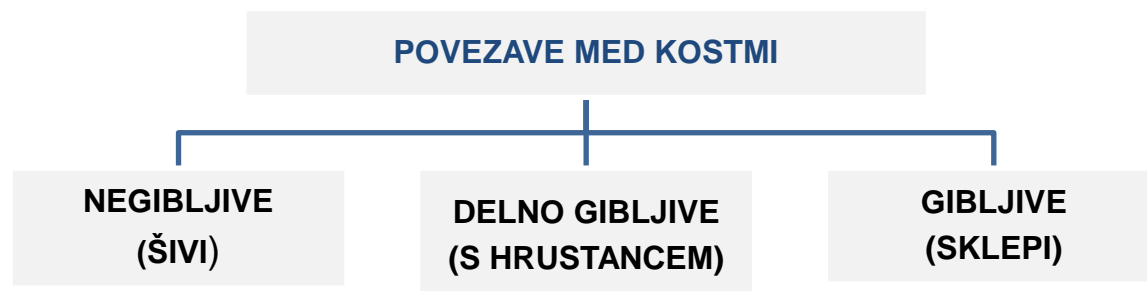 POVEZAVE MED KOSTMI
NEGIBLJIVE
(ŠIVI)
DELNO GIBLJIVE
(S HRUSTANCEM)
GIBLJIVE
(SKLEPI)